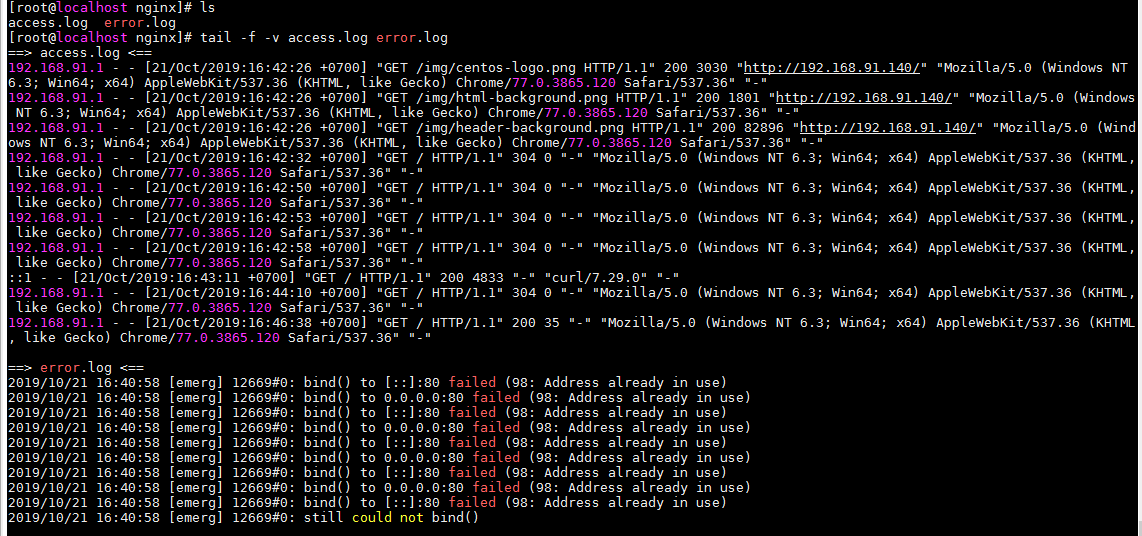 [root@localhost nginx]# ls
access.log  error.log
[root@localhost nginx]# tail -f -v access.log error.log
==> access.log <==
192.168.91.1 - - [21/Oct/2019:16:42:26 +0700] "GET /img/centos-logo.png HTTP/1.1" 200 3030 "http://192.168.91.140/" "Mozilla/5.0 (Windows NT
6.3; Win64; x64) AppleWebKit/537.36 (KHTML, like Gecko) Chrome/77.0.3865.120 Safari/537.36" "-"
192.168.91.1 - - [21/Oct/2019:16:42:26 +0700] "GET /img/html-background.png HTTP/1.1" 200 1801 "http://192.168.91.140/" "Mozilla/5.0 (Windows
 NT 6.3; Win64; x64) AppleWebKit/537.36 (KHTML, like Gecko) Chrome/77.0.3865.120 Safari/537.36" "-"
192.168.91.1 - - [21/Oct/2019:16:42:26 +0700] "GET /img/header-background.png HTTP/1.1" 200 82896 "http://192.168.91.140/" "Mozilla/5.0 (Wind
ows NT 6.3; Win64; x64) AppleWebKit/537.36 (KHTML, like Gecko) Chrome/77.0.3865.120 Safari/537.36" "-"
192.168.91.1 - - [21/Oct/2019:16:42:32 +0700] "GET / HTTP/1.1" 304 0 "-" "Mozilla/5.0 (Windows NT 6.3; Win64; x64) AppleWebKit/537.36 (KHTML,
 like Gecko) Chrome/77.0.3865.120 Safari/537.36" "-"
192.168.91.1 - - [21/Oct/2019:16:42:50 +0700] "GET / HTTP/1.1" 304 0 "-" "Mozilla/5.0 (Windows NT 6.3; Win64; x64) AppleWebKit/537.36 (KHTML,
 like Gecko) Chrome/77.0.3865.120 Safari/537.36" "-"
192.168.91.1 - - [21/Oct/2019:16:42:53 +0700] "GET / HTTP/1.1" 304 0 "-" "Mozilla/5.0 (Windows NT 6.3; Win64; x64) AppleWebKit/537.36 (KHTML,
 like Gecko) Chrome/77.0.3865.120 Safari/537.36" "-"
192.168.91.1 - - [21/Oct/2019:16:42:58 +0700] "GET / HTTP/1.1" 304 0 "-" "Mozilla/5.0 (Windows NT 6.3; Win64; x64) AppleWebKit/537.36 (KHTML,
 like Gecko) Chrome/77.0.3865.120 Safari/537.36" "-"
::1 - - [21/Oct/2019:16:43:11 +0700] "GET / HTTP/1.1" 200 4833 "-" "curl/7.29.0" "-"
192.168.91.1 - - [21/Oct/2019:16:44:10 +0700] "GET / HTTP/1.1" 304 0 "-" "Mozilla/5.0 (Windows NT 6.3; Win64; x64) AppleWebKit/537.36 (KHTML,
 like Gecko) Chrome/77.0.3865.120 Safari/537.36" "-"
192.168.91.1 - - [21/Oct/2019:16:46:38 +0700] "GET / HTTP/1.1" 200 35 "-" "Mozilla/5.0 (Windows NT 6.3; Win64; x64) AppleWebKit/537.36 (KHTML
, like Gecko) Chrome/77.0.3865.120 Safari/537.36" "-"

==> error.log <==
2019/10/21 16:40:58 [emerg] 12669#0: bind() to [::]:80 failed (98: Address already in use)
2019/10/21 16:40:58 [emerg] 12669#0: bind() to 0.0.0.0:80 failed (98: Address already in use)
2019/10/21 16:40:58 [emerg] 12669#0: bind() to [::]:80 failed (98: Address already in use)
2019/10/21 16:40:58 [emerg] 12669#0: bind() to 0.0.0.0:80 failed (98: Address already in use)
2019/10/21 16:40:58 [emerg] 12669#0: bind() to [::]:80 failed (98: Address already in use)
2019/10/21 16:40:58 [emerg] 12669#0: bind() to 0.0.0.0:80 failed (98: Address already in use)
2019/10/21 16:40:58 [emerg] 12669#0: bind() to [::]:80 failed (98: Address already in use)
2019/10/21 16:40:58 [emerg] 12669#0: bind() to 0.0.0.0:80 failed (98: Address already in use)
2019/10/21 16:40:58 [emerg] 12669#0: bind() to [::]:80 failed (98: Address already in use)
2019/10/21 16:40:58 [emerg] 12669#0: still could not bind()